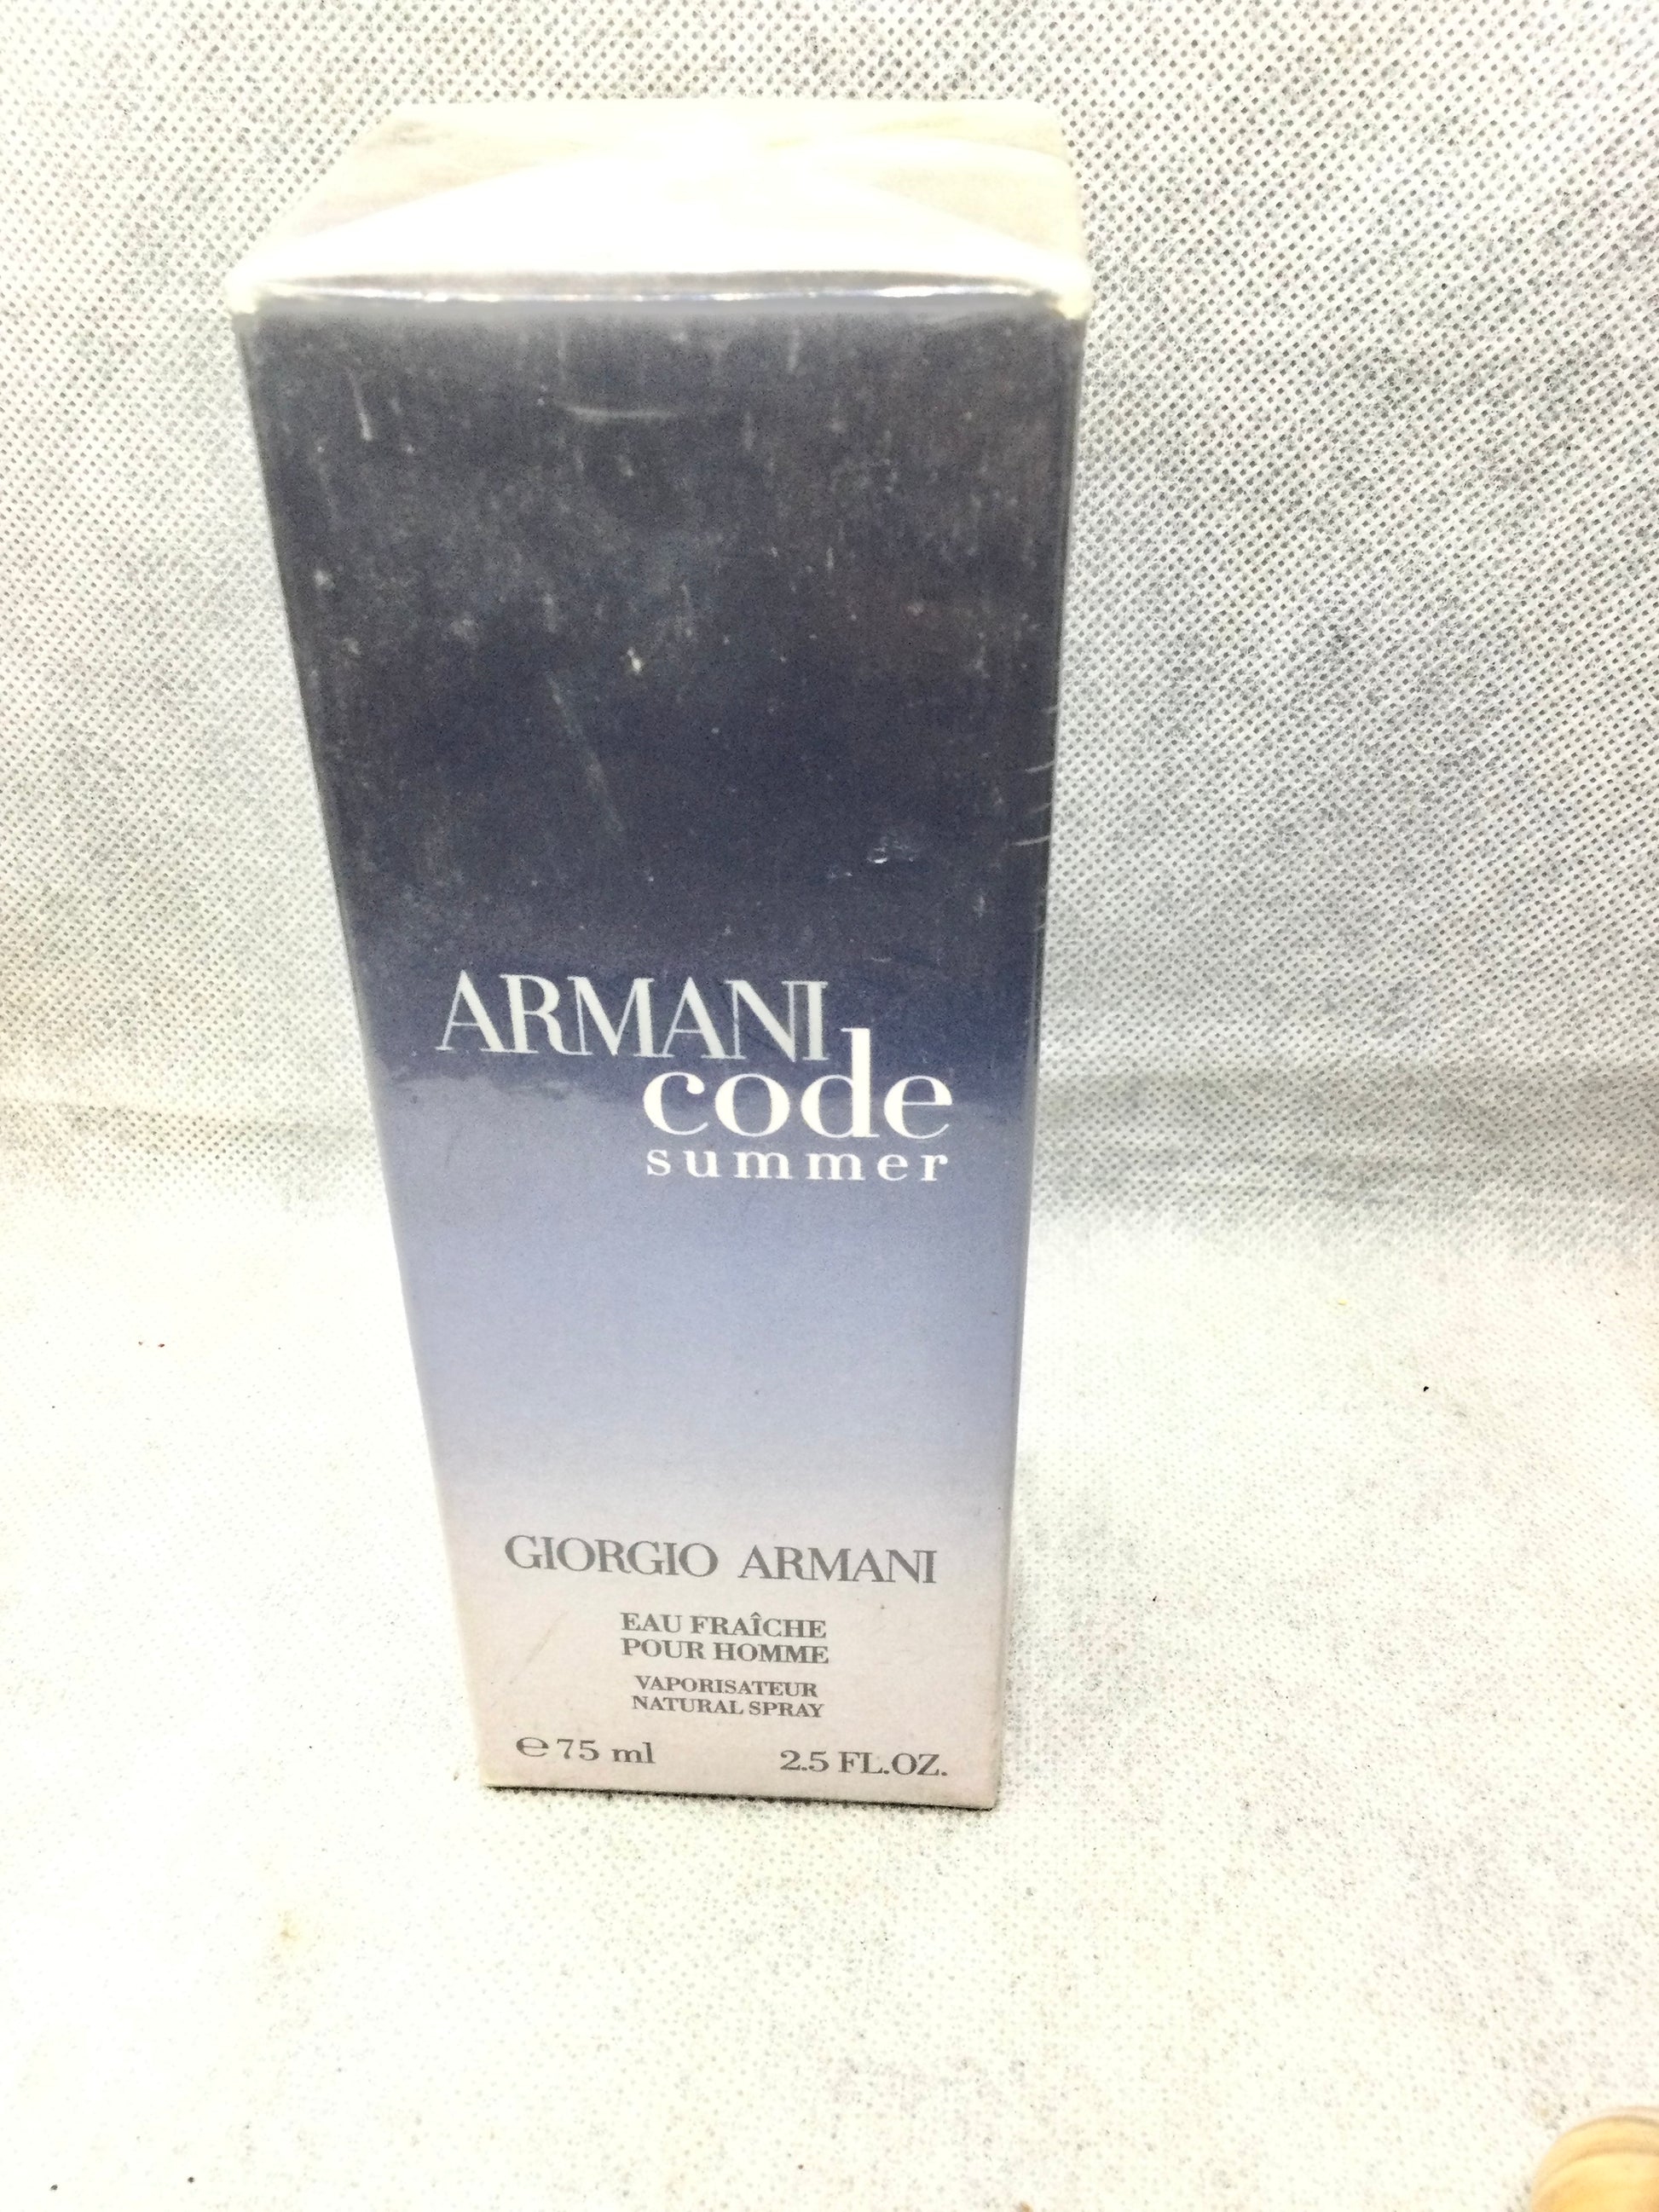 ARMANI
code
summer
GIORGIO ARMANI
EAU FRAÎCHE
POUR HOMME
VAPORISATEUR
NATURAL SPRAY
℮ 75 ml 2.5 FL.OZ.